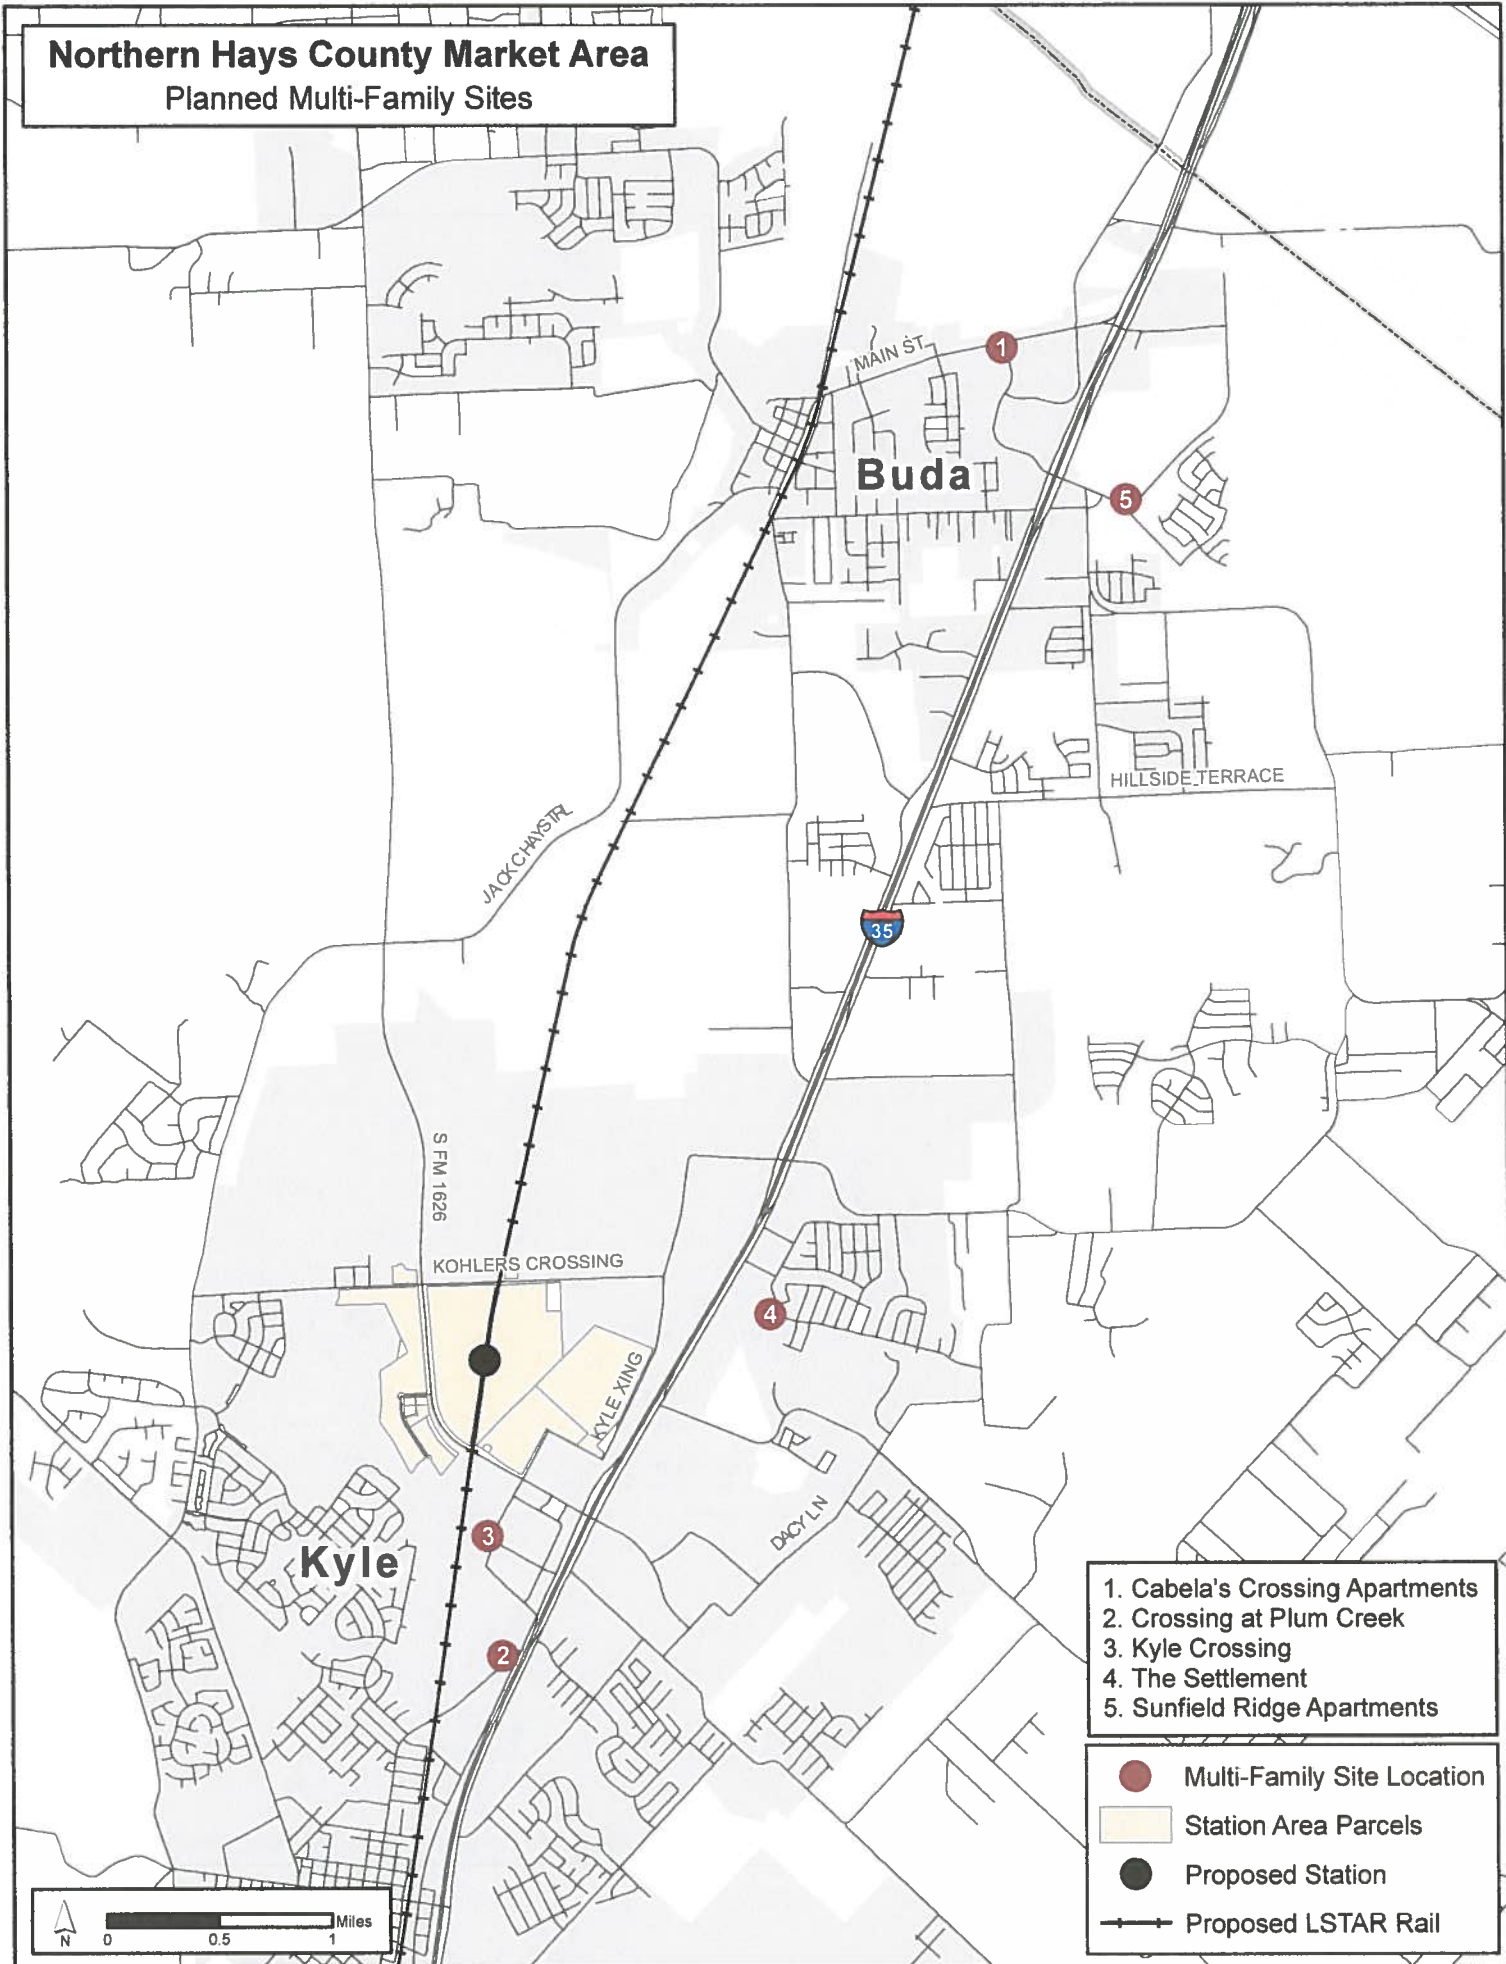 Northern Hays County Market Area
Planned Multi-Family Sites
MAIN ST
1
Buda
5
HILLSIDE TERRACE
JACK C HAYS TRL
35
S FM 1626
KOHLERS CROSSING
4
KYLE XING
3
DACY LN
Kyle
2
1. Cabela's Crossing Apartments
2. Crossing at Plum Creek
3. Kyle Crossing
4. The Settlement
5. Sunfield Ridge Apartments
Multi-Family Site Location
Station Area Parcels
Proposed Station
Proposed LSTAR Rail
N
0 0.5 1 Miles